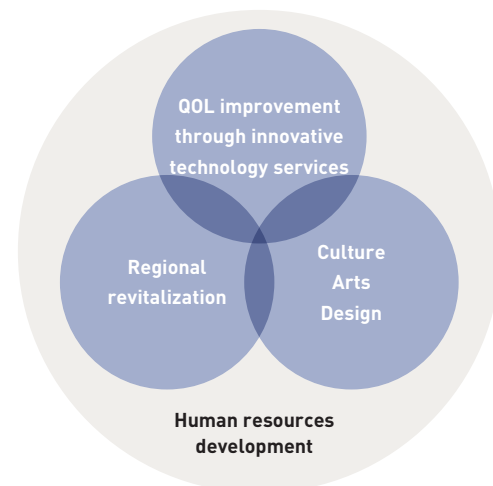 QOL improvement
through innovative
technology services
Regional
revitalization
Culture
Arts
Design
Human resources
development